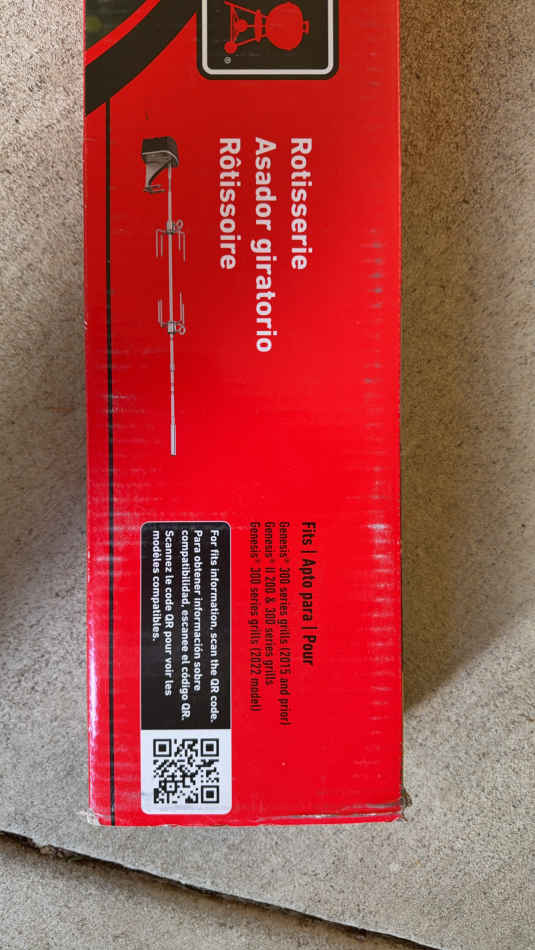 ®
Rotisserie
Asador giratorio
Rôtissoire
Fits | Apto para | Pour
Genesis® 300 series grills (2015 and prior)
Genesis® II 200 & 300 series grills
Genesis® 300 series grills (2022 model)
For fits information, scan the QR code.
Para obtener información sobre
compatibilidad, escanee el código QR.
Scannez le code QR pour voir les
modèles compatibles.